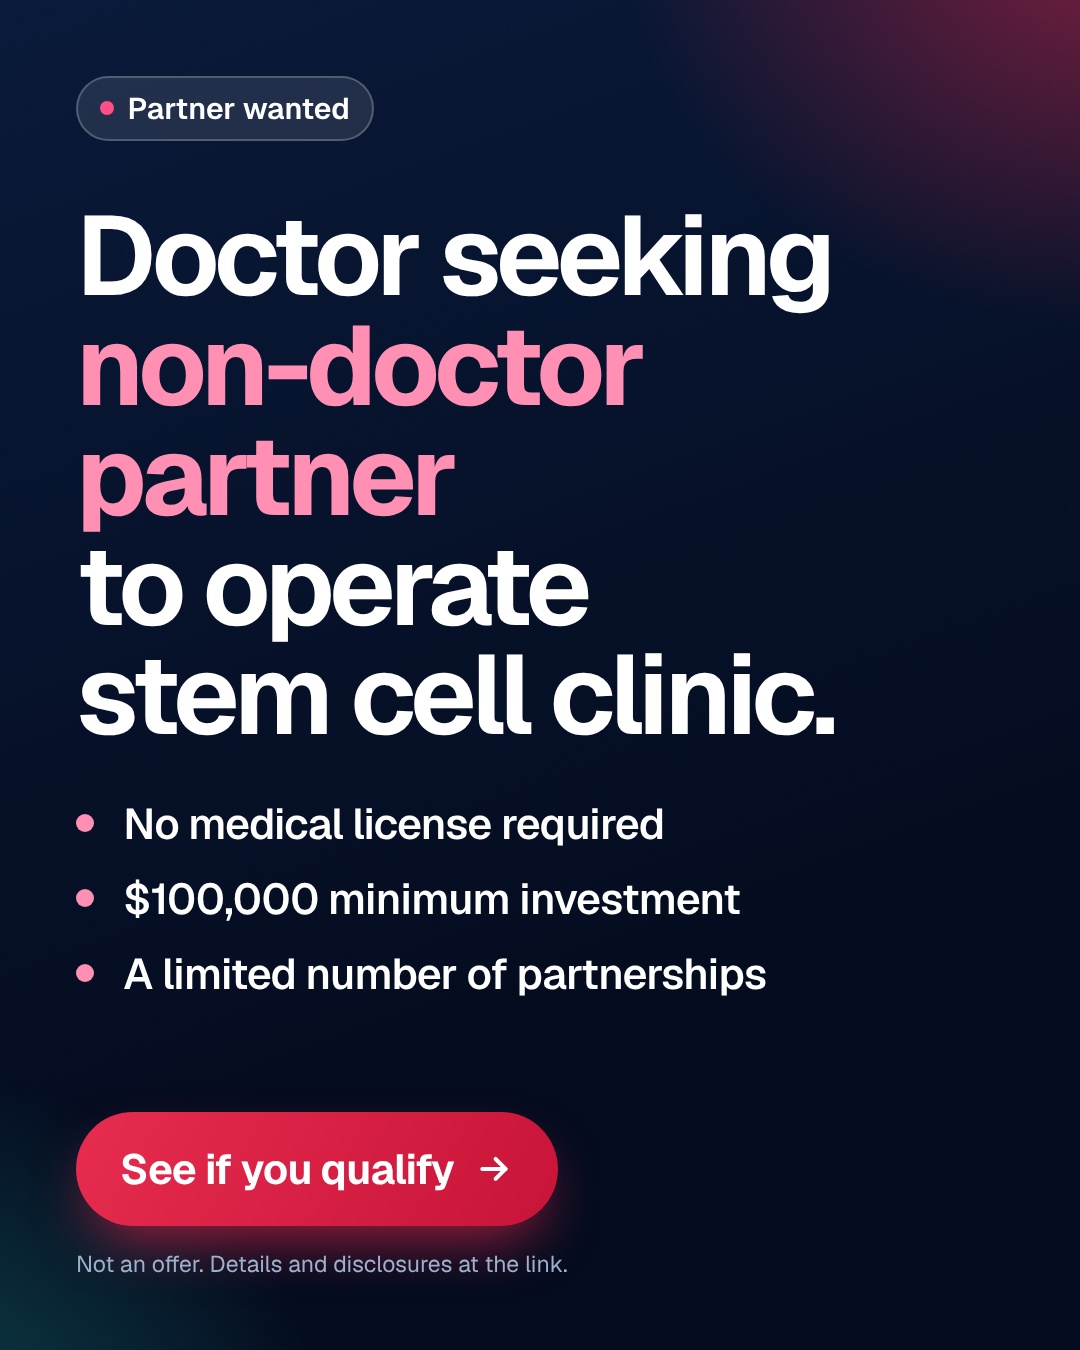 Partner wanted
Doctor seeking
non-doctor
partner
to operate
stem cell clinic.
No medical license required
$100,000 minimum investment
A limited number of partnerships
See if you qualify →
Not an offer. Details and disclosures at the link.